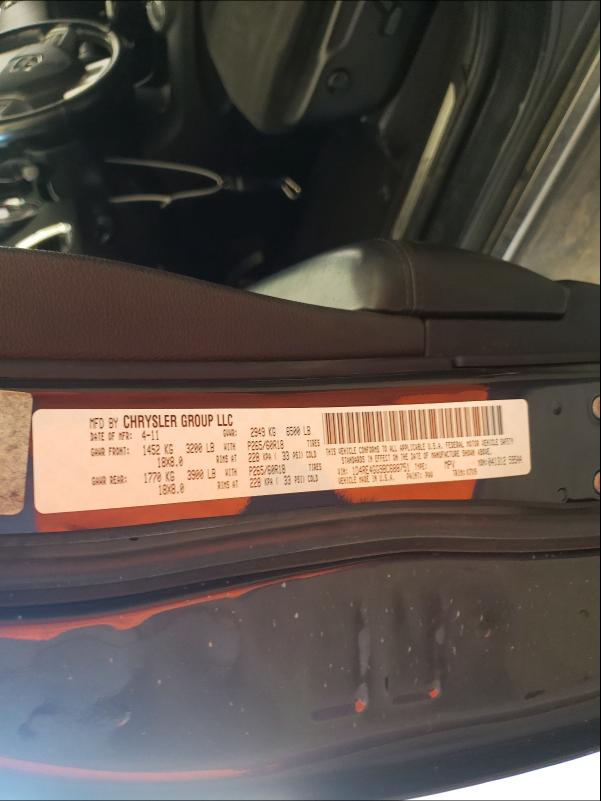 MFD BY CHRYSLER GROUP LLC
DATE OF MFR: 4-11 GVWR: 2949 KG 6500 LB
GAWR FRONT: 1452 KG 3200 LB WITH P265/60R18 TIRES
18X8.0 RIMS AT 228 KPA ( 33 PSI) COLD
GAWR REAR: 1770 KG 3900 LB WITH P265/60R18 TIRES
18X8.0 RIMS AT 228 KPA ( 33 PSI) COLD
THIS VEHICLE CONFORMS TO ALL APPLICABLE U.S.A. FEDERAL MOTOR VEHICLE SAFETY
STANDARDS IN EFFECT ON THE DATE OF MANUFACTURE SHOWN ABOVE.
VIN: TYPE: MPV MDH:
VEHICLE MADE IN U.S.A. PAINT: TRIM: